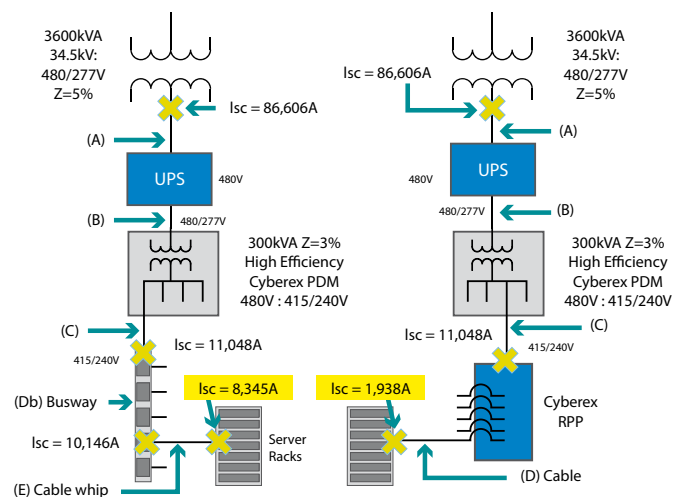 3600kVA
34.5kV:
480/277V
Z=5%
Isc = 86,606A
(A)
UPS
480V
(B)
480/277V
300kVA Z=3%
High Efficiency
Cyberex PDM
480V : 415/240V
(C)
Isc = 11,048A
415/240V
(Db) Busway
Isc = 8,345A
Isc = 10,146A
Server
Racks
(E) Cable whip
3600kVA
34.5kV:
480/277V
Z=5%
Isc = 86,606A
(A)
UPS
480V
(B)
480/277V
300kVA Z=3%
High Efficiency
Cyberex PDM
480V : 415/240V
(C)
Isc = 11,048A
415/240V
Isc = 1,938A
Cyberex
RPP
(D) Cable